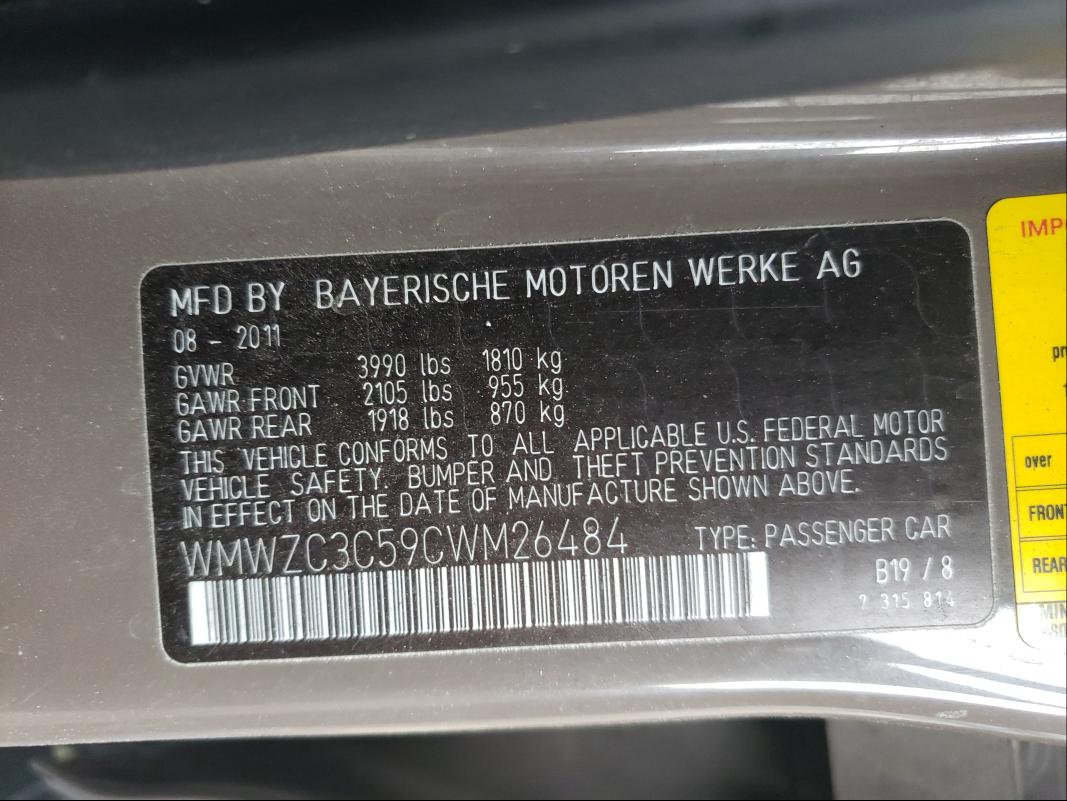 MFD BY BAYERISCHE MOTOREN WERKE AG
08 - 2011
GVWR 3990 lbs 1810 kg
GAWR FRONT 2105 lbs 955 kg
GAWR REAR 1918 lbs 870 kg
THIS VEHICLE CONFORMS TO ALL APPLICABLE U.S. FEDERAL MOTOR
VEHICLE SAFETY, BUMPER AND THEFT PREVENTION STANDARDS
IN EFFECT ON THE DATE OF MANUFACTURE SHOWN ABOVE.
WMWZC3C59CWM26484 TYPE: PASSENGER CAR
B19 / 8
315 814
over
FRONT
REAR